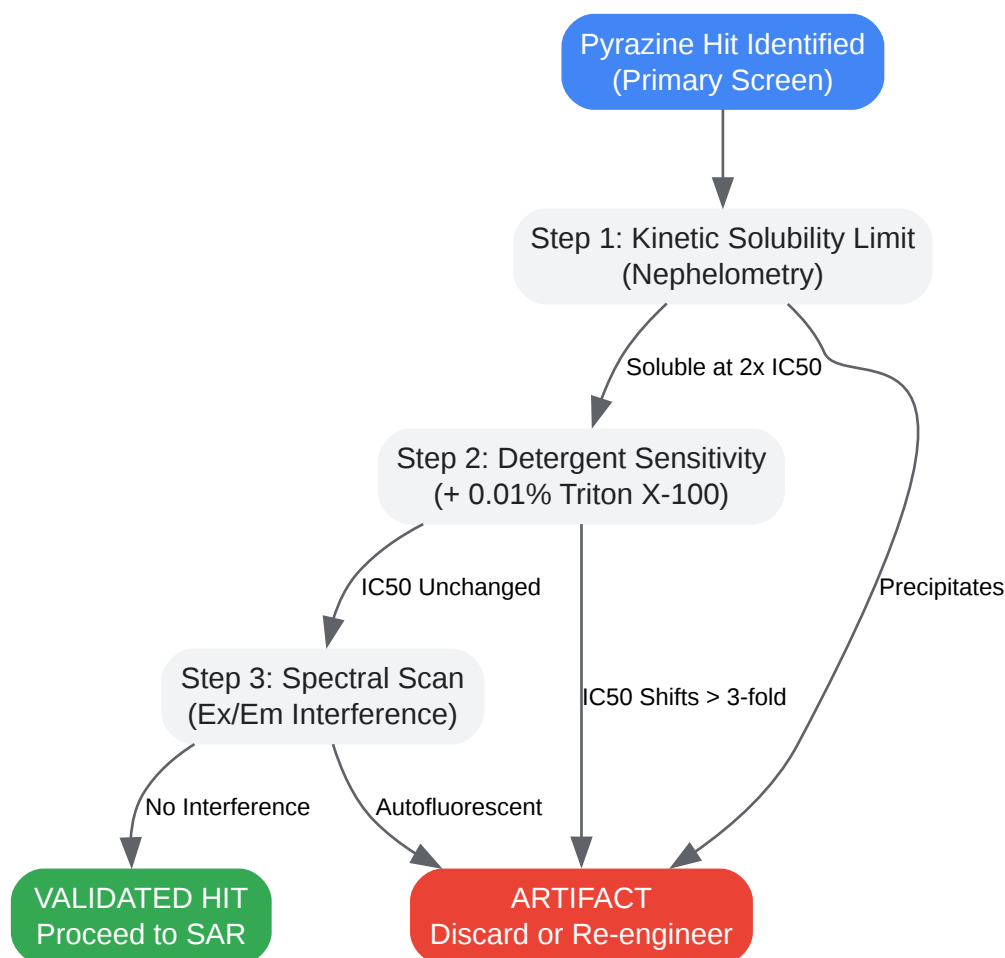 Pyrazine Hit Identified
(Primary Screen)
Step 1: Kinetic Solubility Limit
(Nephelometry)
Soluble at 2x IC50
Step 2: Detergent Sensitivity
(+ 0.01% Triton X-100)
IC50 Unchanged
Precipitates
Step 3: Spectral Scan
(Ex/Em Interference)
IC50 Shifts > 3-fold
No Interference
Autofluorescent
VALIDATED HIT
Proceed to SAR
ARTIFACT
Discard or Re-engineer